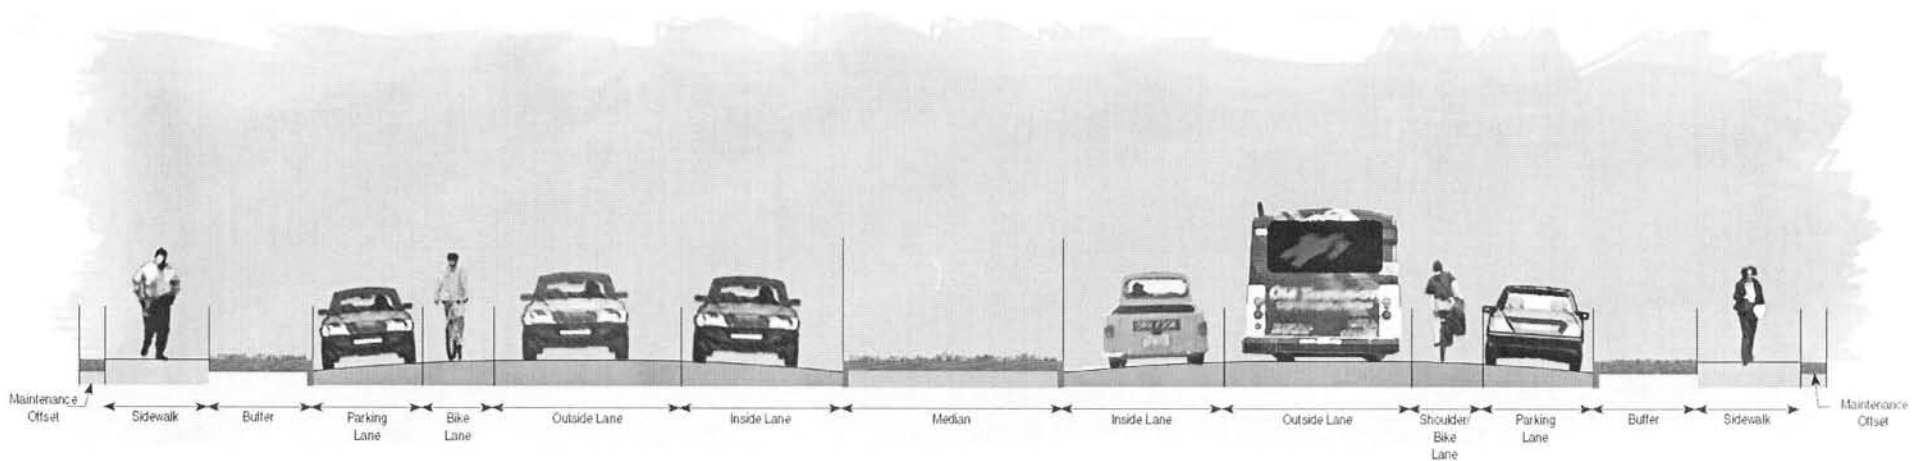 Maintenance
Offset
Sidewalk
Buffer
Parking
Lane
Bike
Lane
Outside Lane
Inside Lane
Median
Inside Lane
Outside Lane
Shoulder/
Bike
Lane
Parking
Lane
Buffer
Sidewalk
Maintenance
Offset